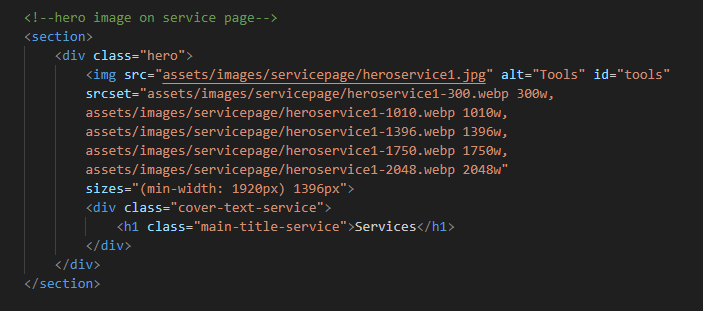 <!--hero image on service page-->
<section>
<div class="hero">
<img src="assets/images/servicepage/heroservice1.jpg" alt="Tools" id="tools"
srcset="assets/images/servicepage/heroservice1-300.webp 300w,
assets/images/servicepage/heroservice1-1010.webp 1010w,
assets/images/servicepage/heroservice1-1396.webp 1396w,
assets/images/servicepage/heroservice1-1750.webp 1750w,
assets/images/servicepage/heroservice1-2048.webp 2048w"
sizes="(min-width: 1920px) 1396px">
<div class="cover-text-service">
<h1 class="main-title-service">Services</h1>
</div>
</div>
</section>